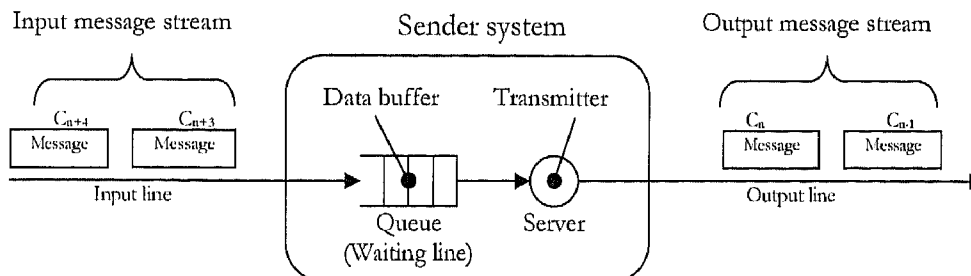 Input message stream
Sender system
Output message stream
Data buffer
Transmitter
Cn+4
Cn+3
Cn
Cn-1
Message
Message
Message
Message
Input line
Queue
(Waiting line)
Server
Output line